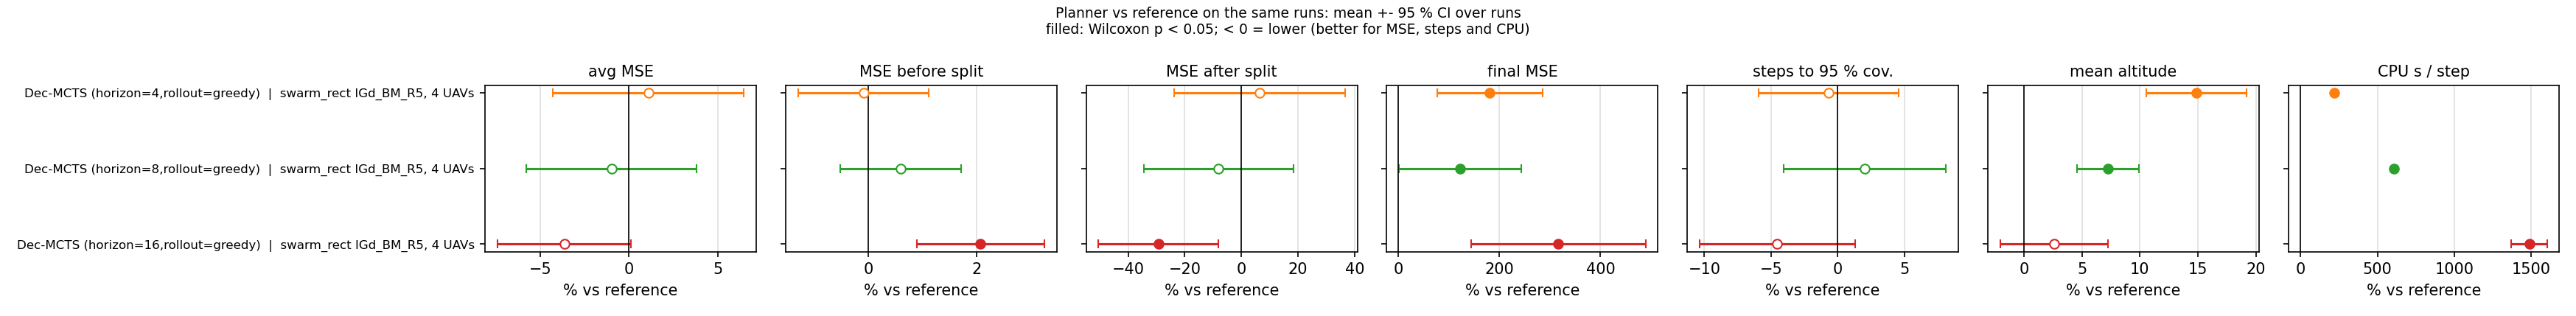 Planner vs reference on the same runs: mean +- 95 % CI over runs
filled: Wilcoxon p < 0.05; < 0 = lower (better for MSE, steps and CPU)
avg MSE
MSE before split
MSE after split
final MSE
steps to 95 % cov.
mean altitude
CPU s / step
Dec-MCTS (horizon=4,rollout=greedy) | swarm_rect IGd_BM_R5, 4 UAVs
Dec-MCTS (horizon=8,rollout=greedy) | swarm_rect IGd_BM_R5, 4 UAVs
Dec-MCTS (horizon=16,rollout=greedy) | swarm_rect IGd_BM_R5, 4 UAVs
−5 0 5
0 2
−40 −20 0 20 40
0 200 400
−10 −5 0 5
0 5 10 15 20
0 500 1000 1500
% vs reference
% vs reference
% vs reference
% vs reference
% vs reference
% vs reference
% vs reference